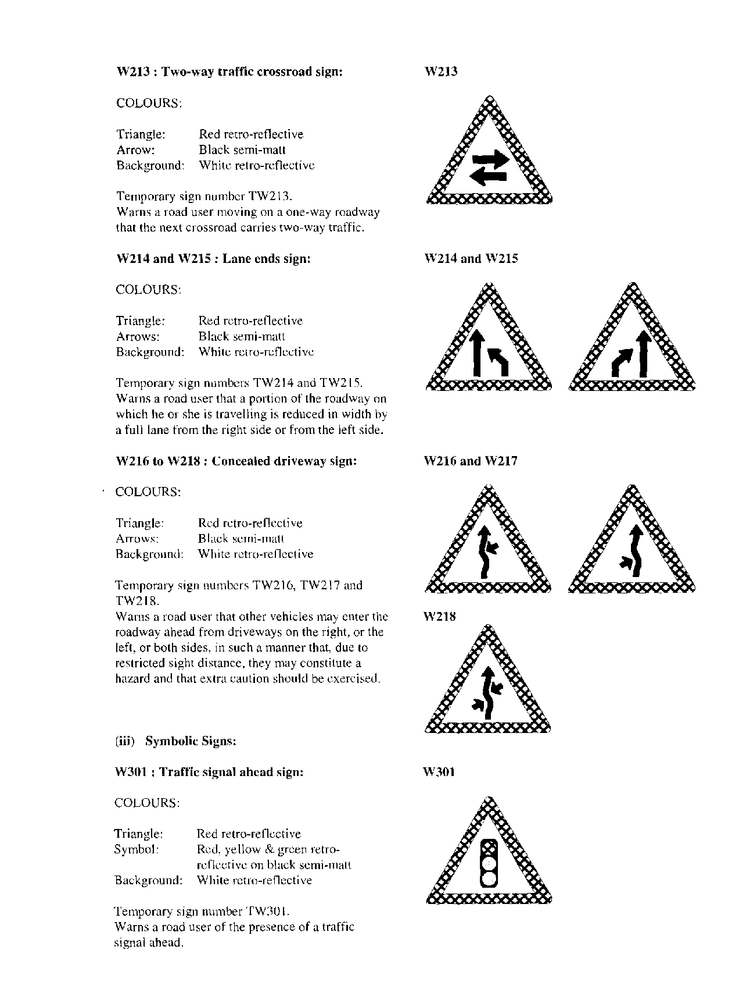 W213 : Two-way traffic crossroad sign:
W213
COLOURS:
Triangle: Red retro-reflective
Arrow: Black semi-matt
Background: White retro-reflective
Temporary sign number TW213.
Warns a road user moving on a one-way roadway
that the next crossroad carries two-way traffic.
W214 and W215 : Lane ends sign:
W214 and W215
COLOURS:
Triangle: Red retro-reflective
Arrows: Black semi-matt
Background: White retro-reflective
Temporary sign numbers TW214 and TW215.
Warns a road user that a portion of the roadway on
which he or she is travelling is reduced in width by
a full lane from the right side or from the left side.
W216 to W218 : Concealed driveway sign:
W216 and W217
COLOURS:
Triangle: Red retro-reflective
Arrows: Black semi-matt
Background: White retro-reflective
Temporary sign numbers TW216, TW217 and
TW218.
Warns a road user that other vehicles may enter the
roadway ahead from driveways on the right, or the
left, or both sides, in such a manner that, due to
restricted sight distance, they may constitute a
hazard and that extra caution should be exercised.
W218
(iii) Symbolic Signs:
W301 : Traffic signal ahead sign:
W301
COLOURS:
Triangle: Red retro-reflective
Symbol: Red, yellow & green retro-
reflective on black semi-matt
Background: White retro-reflective
Temporary sign number TW301.
Warns a road user of the presence of a traffic
signal ahead.